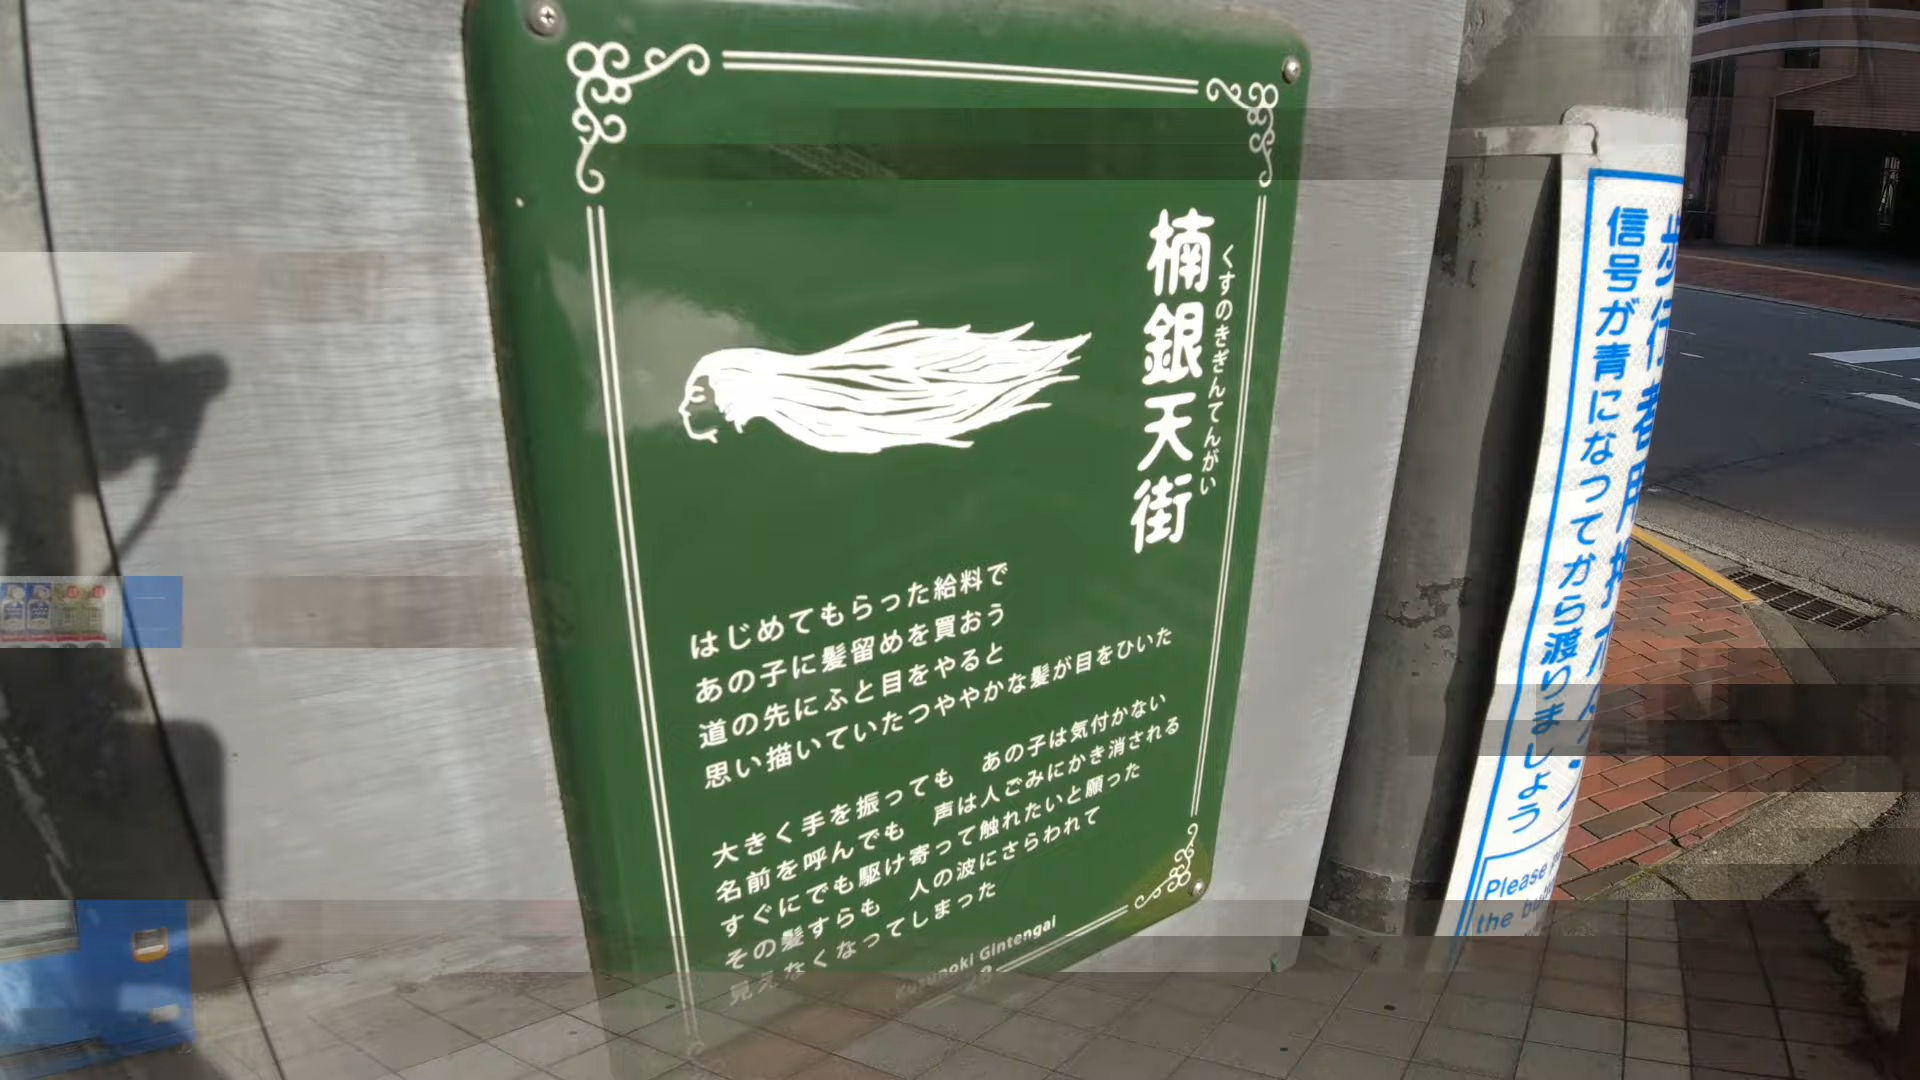 楠銀天街
くすのきぎんてんがい
はじめてもらった給料で
あの子に髪留めを買おう
道の先にふと目をやると
思い描いていたつややかな髪が目をひいた
大きく手を振っても　あの子は気付かない
名前を呼んでも　声は人ごみにかき消される
すぐにでも駆け寄って触れたいと願った
その髪すらも　人の波にさらわれて
見えなくなってしまった
Kusunoki Gintengai
28
歩行者用押ボタン
信号が青になってから渡りましょう
Please
the